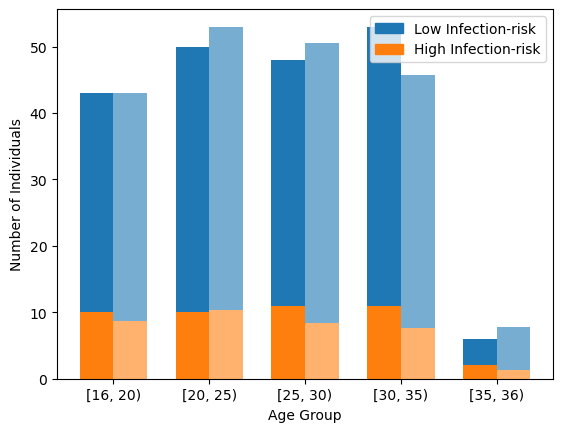 Low Infection-risk
High Infection-risk
50
40
30
20
10
0
Number of Individuals
[16, 20)
[20, 25)
[25, 30)
[30, 35)
[35, 36)
Age Group